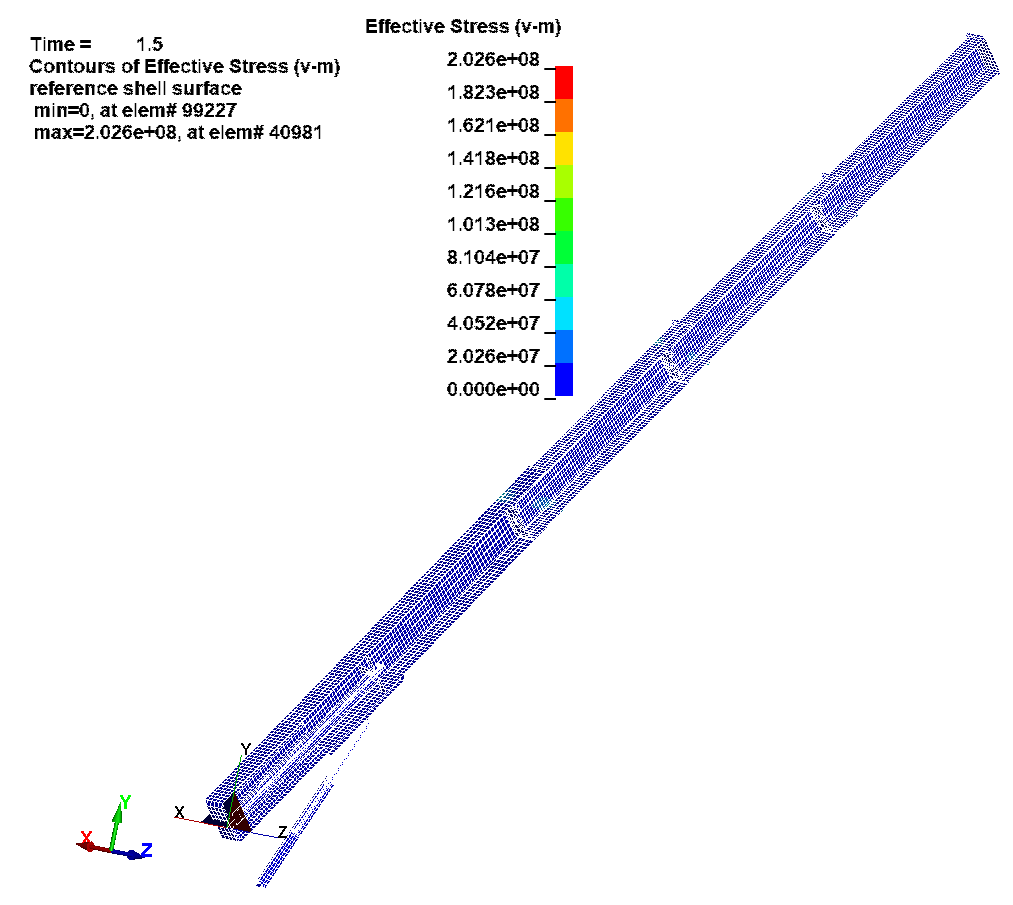 Time = 1.5
Contours of Effective Stress (v-m)
reference shell surface
min=0, at elem# 99227
max=2.026e+08, at elem# 40981
Effective Stress (v-m)
2.026e+08
1.823e+08
1.621e+08
1.418e+08
1.216e+08
1.013e+08
8.104e+07
6.078e+07
4.052e+07
2.026e+07
0.000e+00
Y
X
Z
Y
X
Z